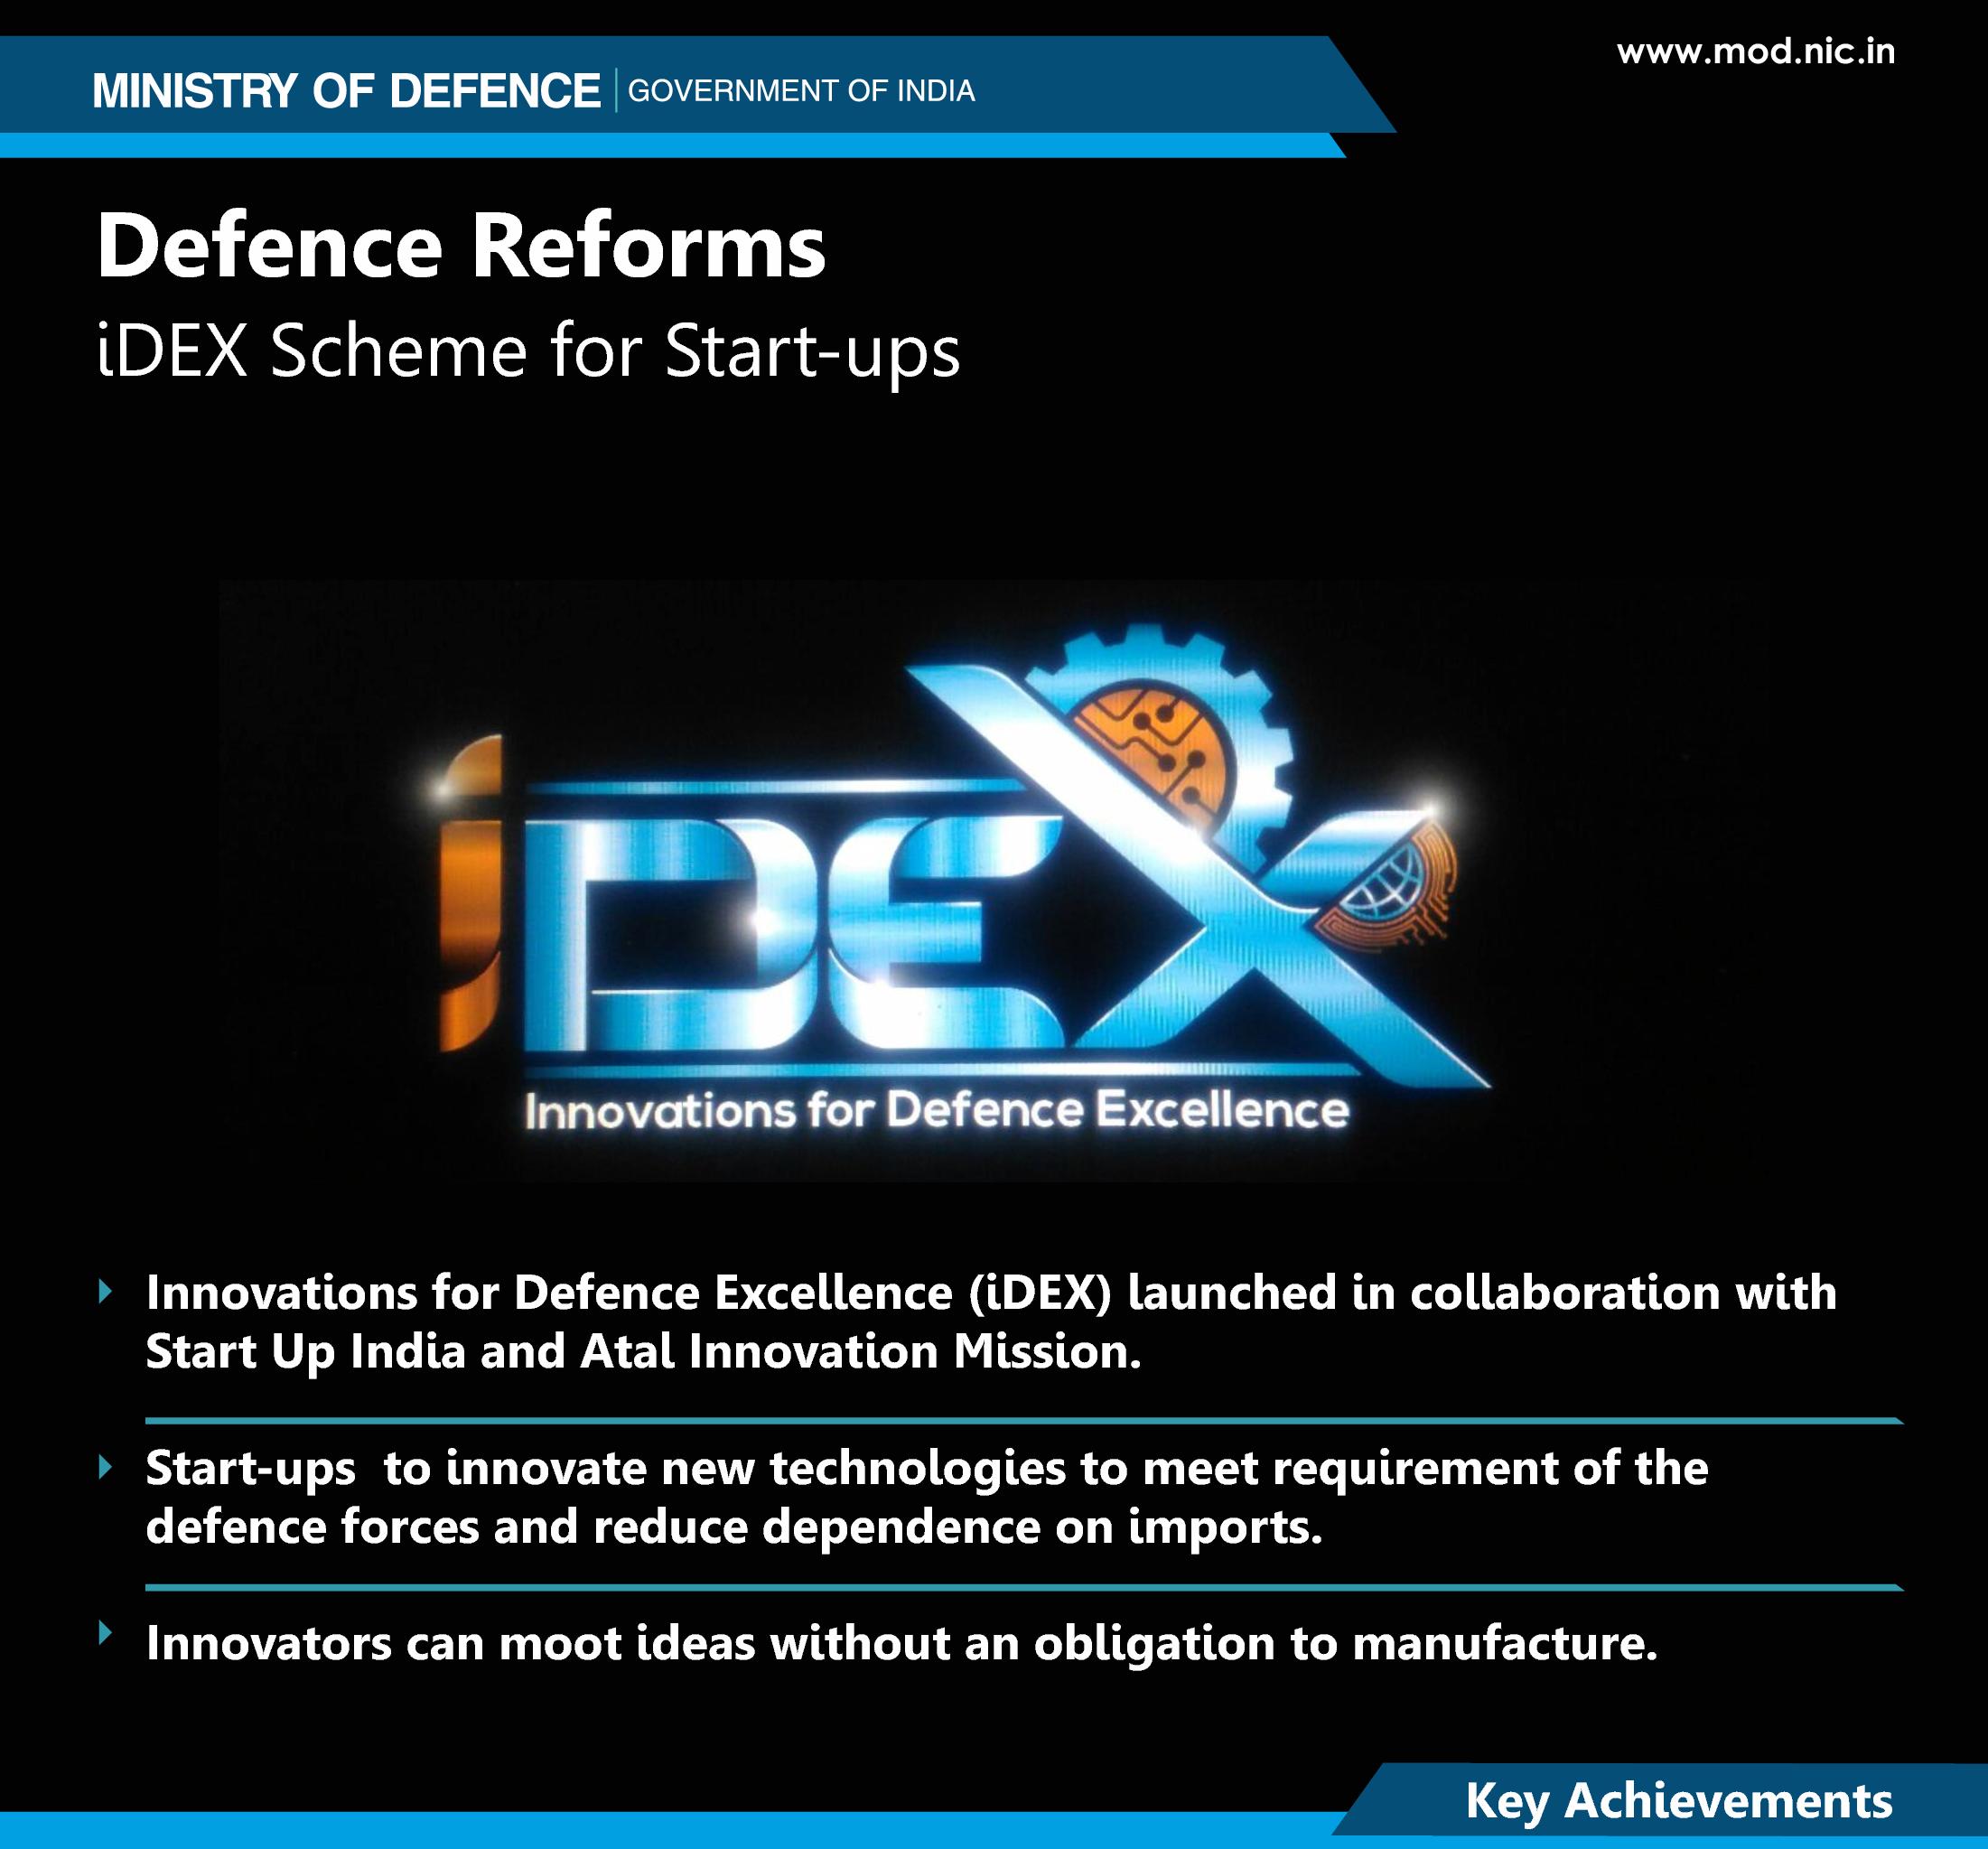 www.mod.nic.in
MINISTRY OF DEFENCE | GOVERNMENT OF INDIA
Defence Reforms
iDEX Scheme for Start-ups
iDEX
Innovations for Defence Excellence
Innovations for Defence Excellence (iDEX) launched in collaboration with
Start Up India and Atal Innovation Mission.
Start-ups to innovate new technologies to meet requirement of the
defence forces and reduce dependence on imports.
Innovators can moot ideas without an obligation to manufacture.
Key Achievements